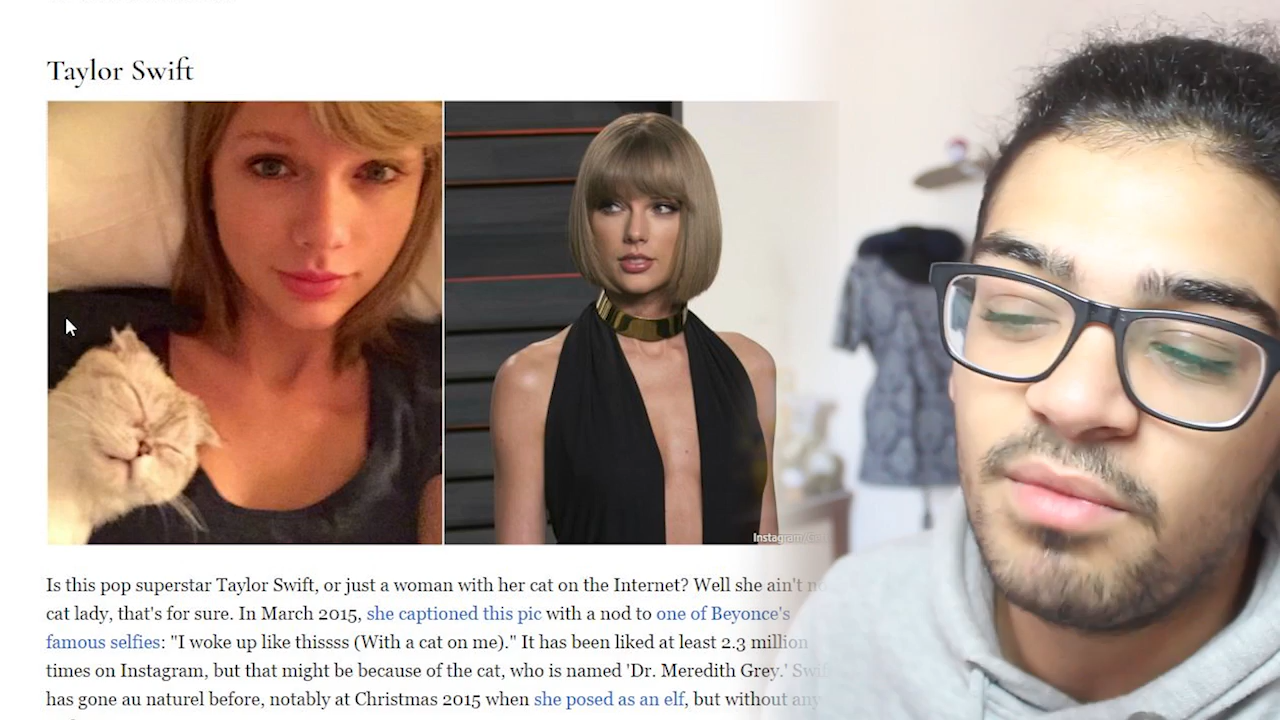 Taylor Swift
Instagram/
Is this pop superstar Taylor Swift, or just a woman with her cat on the Internet? Well she ain't
cat lady, that's for sure. In March 2015, she captioned this pic with a nod to one of Beyonce's
famous selfies: "I woke up like thissss (With a cat on me)." It has been liked at least 2.3 million
times on Instagram, but that might be because of the cat, who is named 'Dr. Meredith Grey.' Swift
has gone au naturel before, notably at Christmas 2015 when she posed as an elf, but without any